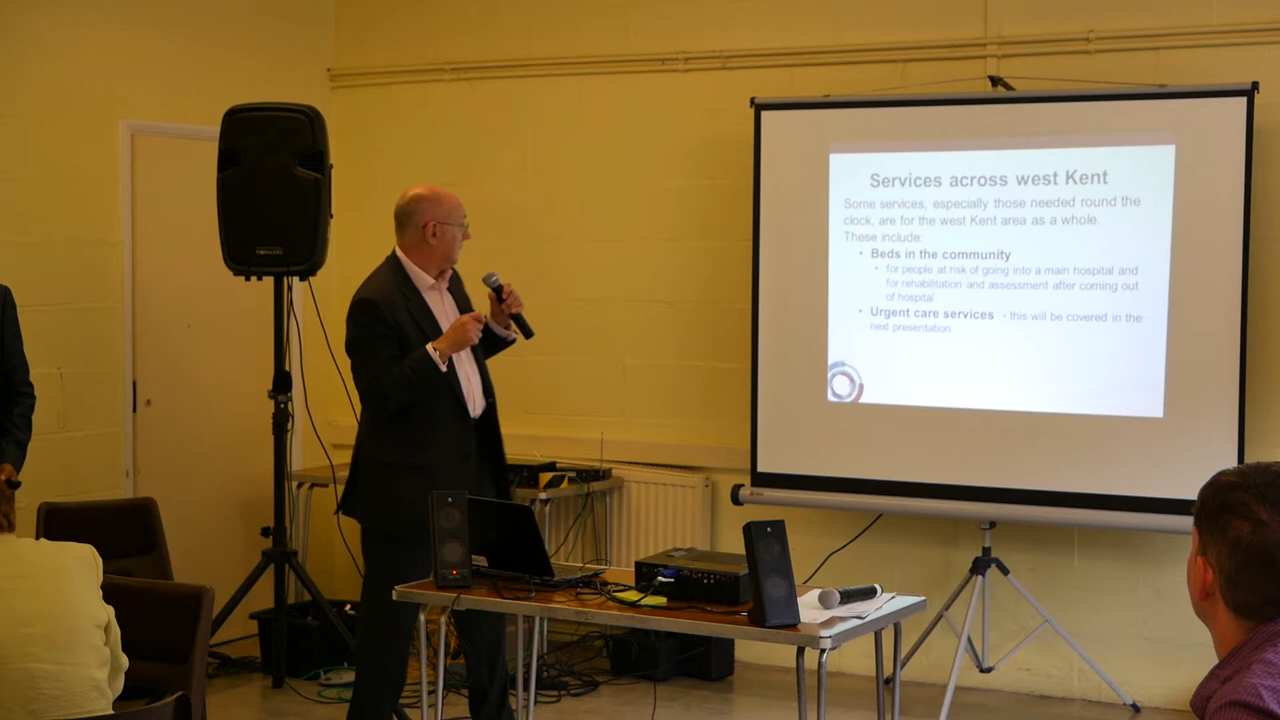 Services across west Kent
Some services, especially those needed round the
clock, are for the west Kent area as a whole.
These include:
• Beds in the community
• for people at risk of going into a main hospital and
for rehabilitation and assessment after coming out
of hospital
• Urgent care services - this will be covered in the
next presentation